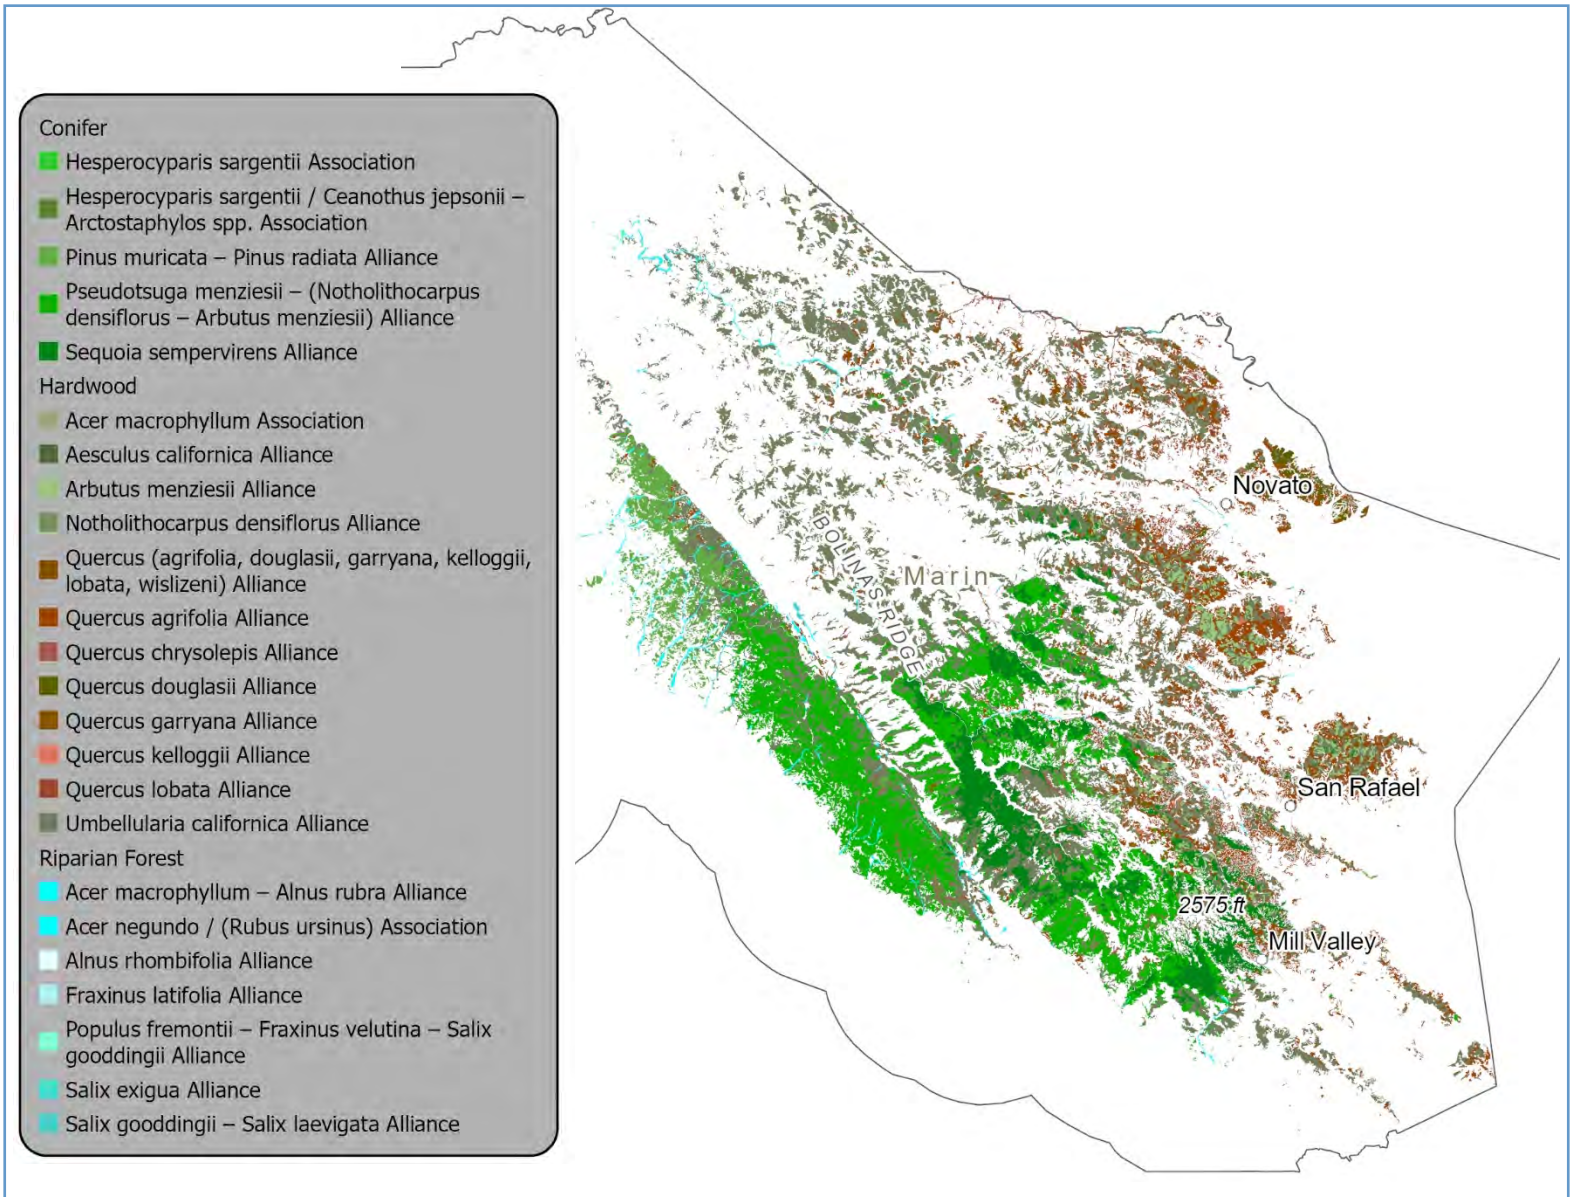 Conifer
Hesperocyparis sargentii Association
Hesperocyparis sargentii / Ceanothus jepsonii –
Arctostaphylos spp. Association
Pinus muricata – Pinus radiata Alliance
Pseudotsuga menziesii – (Notholithocarpus
densiflorus – Arbutus menziesii) Alliance
Sequoia sempervirens Alliance
Hardwood
Acer macrophyllum Association
Aesculus californica Alliance
Arbutus menziesii Alliance
Notholithocarpus densiflorus Alliance
Quercus (agrifolia, douglasii, garryana, kelloggii,
lobata, wislizeni) Alliance
Quercus agrifolia Alliance
Quercus chrysolepis Alliance
Quercus douglasii Alliance
Quercus garryana Alliance
Quercus kelloggii Alliance
Quercus lobata Alliance
Umbellularia californica Alliance
Riparian Forest
Acer macrophyllum – Alnus rubra Alliance
Acer negundo / (Rubus ursinus) Association
Alnus rhombifolia Alliance
Fraxinus latifolia Alliance
Populus fremontii – Fraxinus velutina – Salix
gooddingii Alliance
Salix exigua Alliance
Salix gooddingii – Salix laevigata Alliance
Novato
BOLINAS RIDGE
Marin
San Rafael
2575 ft
Mill Valley